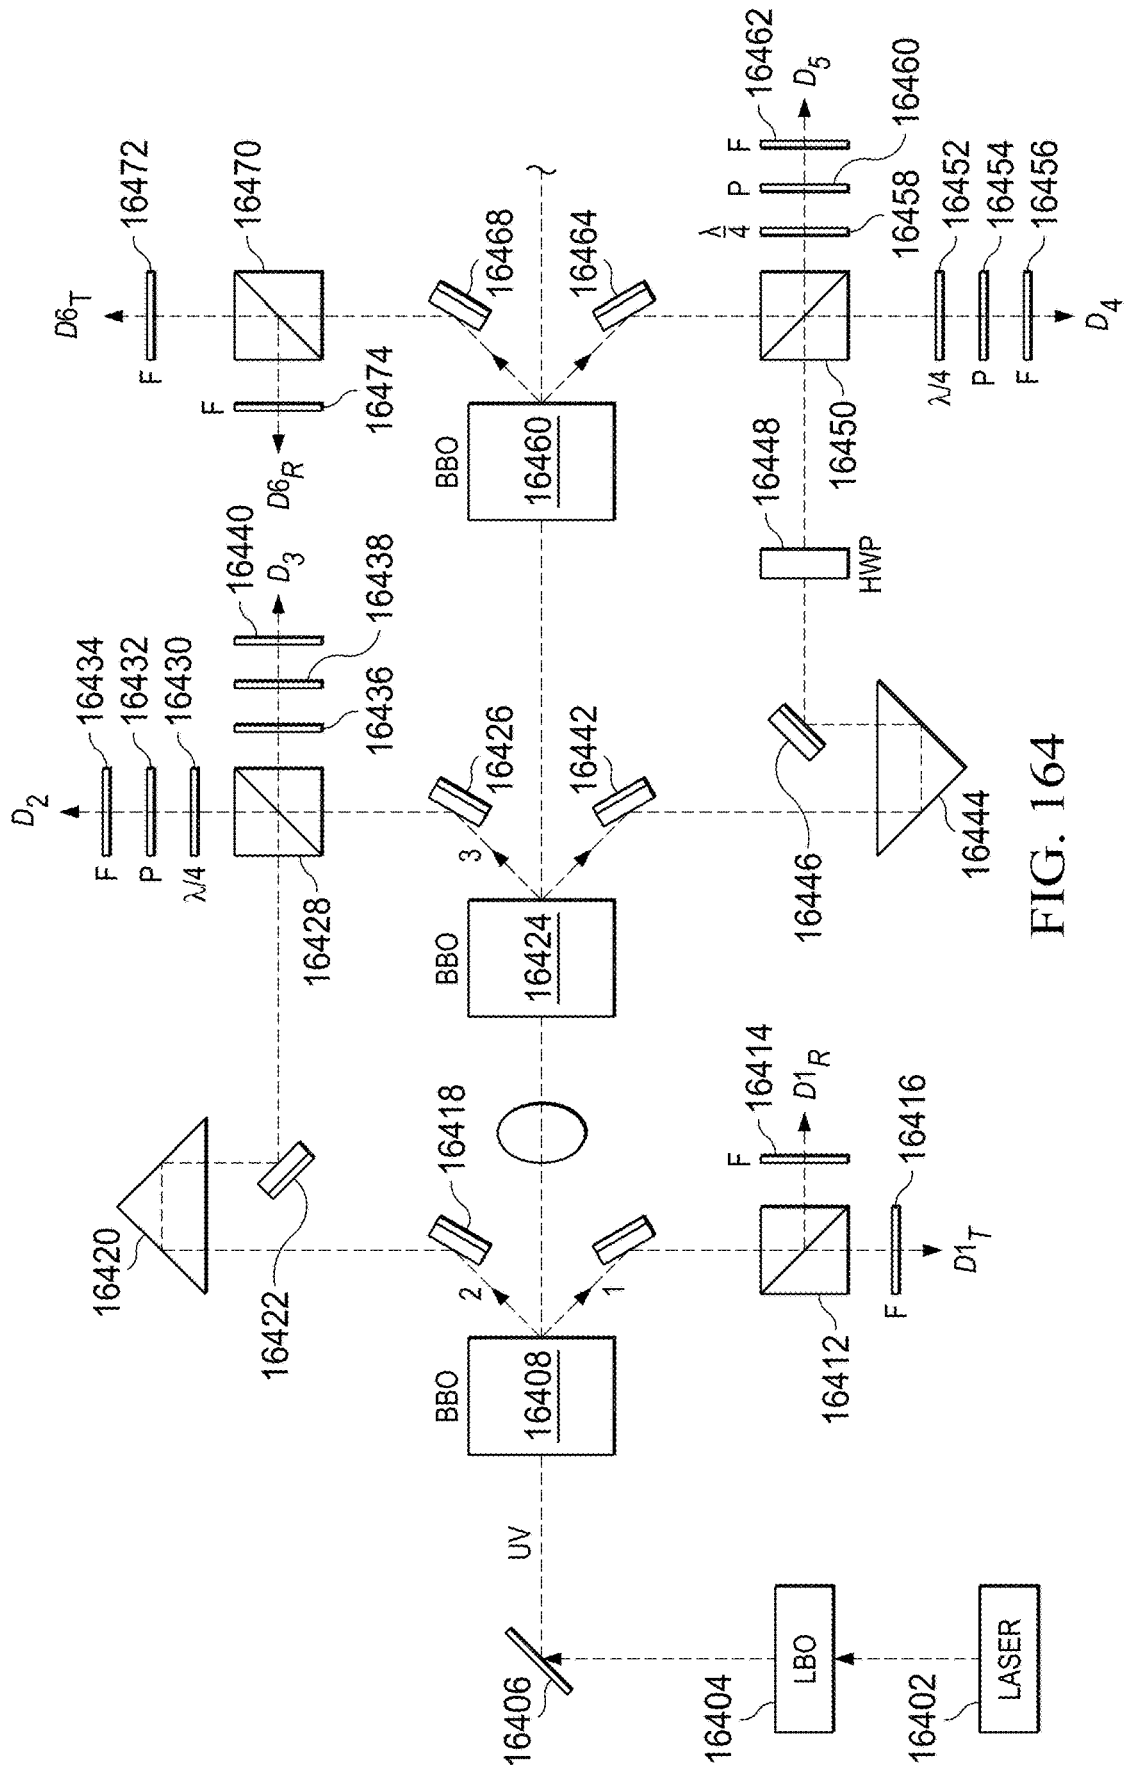 LASER
16402
LBO
16404
16406
UV
BBO
16408
1
2
16412
F
16414
D1R
F
16416
D1T
16418
16420
16422
BBO
16424
3
16426
16428
λ/4
16430
P
16432
F
16434
D2
16436
16438
16440
D3
16442
16444
16446
HWP
16448
16450
λ/4
16452
P
16454
F
16456
D4
λ/4
16458
P
16460
F
16462
D5
BBO
16460
16464
16468
16470
F
16472
D6T
F
16474
D6R
FIG. 164